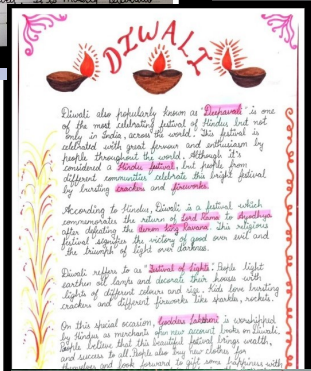 DIWALI
Diwali also popularly known as "Deepavali" is one
of the most celebrating festival of Hindus but not
only in India, across the world. This festival is
celebrated with great fervour and enthusiasm by
people throughout the world. Although it's
considered a Hindu festival, but people from
different communities celebrate this bright festival
by bursting crackers and fireworks.
According to Hindus, Diwali is a festival which
commemorates the return of Lord Rama to Ayodhya
after defeating the demon king Ravana. This religious
festival signifies the victory of good over evil and
the triumph of light over darkness.
Diwali reffers to as "Festival of Lights". People light
earthen oil lamps and decorate their houses with
lights of different colours and sizes. Kids love bursting
crackers and different fireworks like sparkle, rockets
On this special occasion, Goddess Lakshmi is worshipped
by Hindus as merchants open new account books on Diwali.
People believe that this beautiful festival brings wealth,
and success to all. People also buy new clothes for
themselves and look forward to gift some happiness with